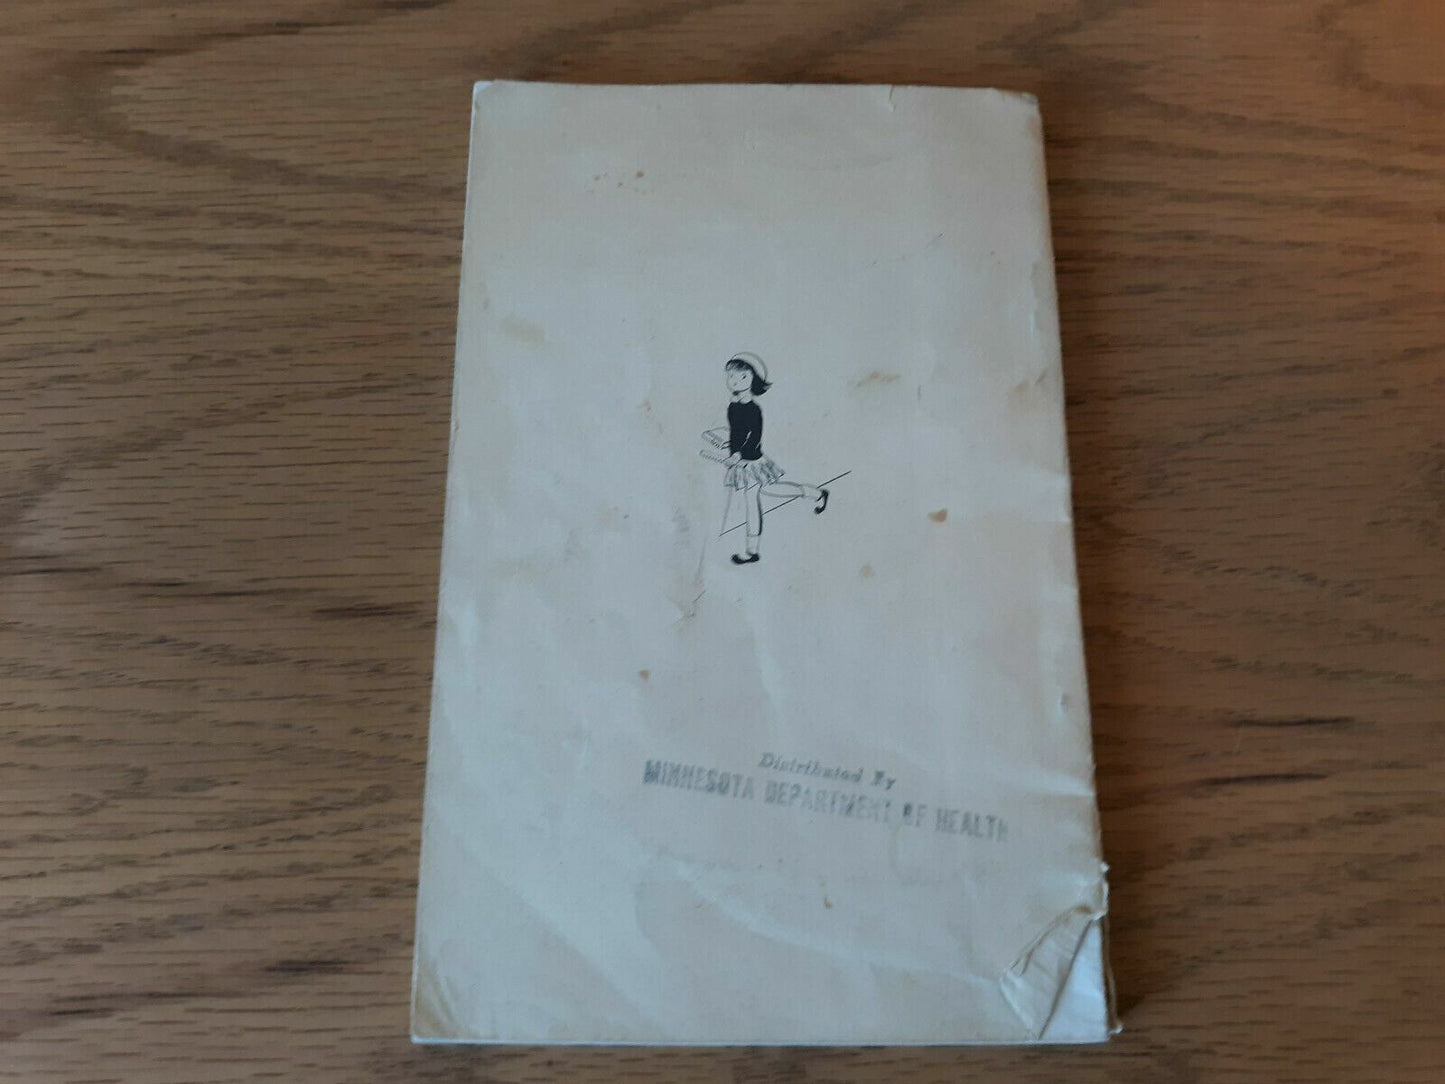 Distributed By
MINNESOTA DEPARTMENT OF HEALTH